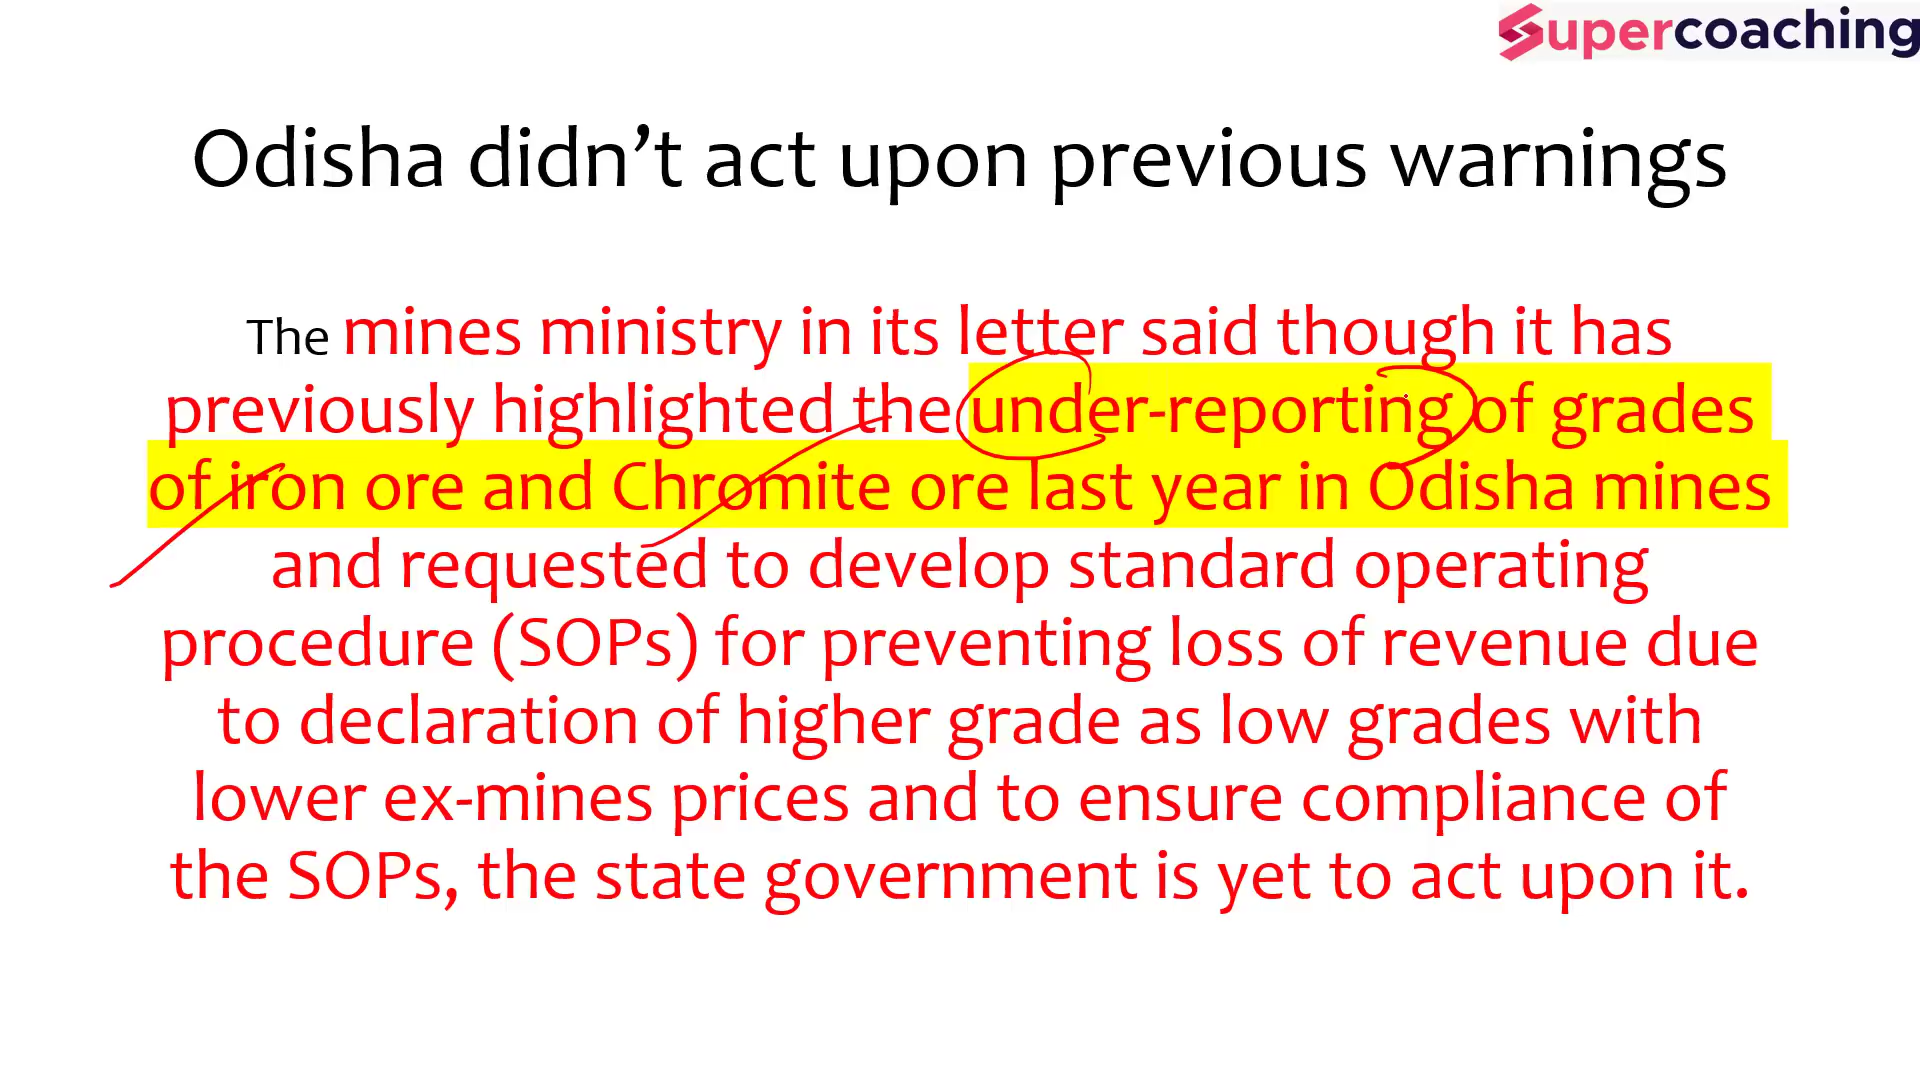 Supercoaching
Odisha didn’t act upon previous warnings
The mines ministry in its letter said though it has
previously highlighted the under-reporting of grades
of iron ore and Chromite ore last year in Odisha mines
and requested to develop standard operating
procedure (SOPs) for preventing loss of revenue due
to declaration of higher grade as low grades with
lower ex-mines prices and to ensure compliance of
the SOPs, the state government is yet to act upon it.